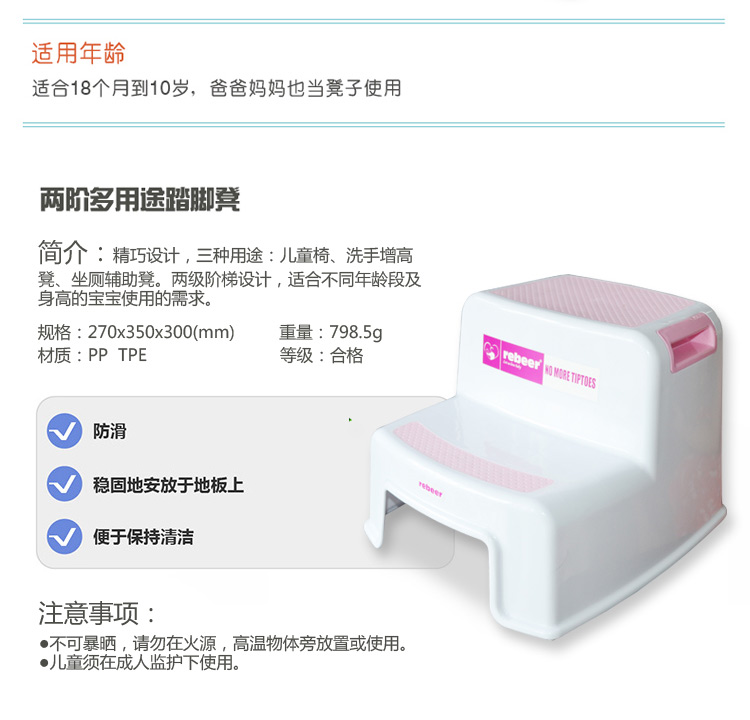 适用年龄
适合18个月到10岁，爸爸妈妈也当凳子使用
两阶多用途踏脚凳
简介：精巧设计，三种用途：儿童椅、洗手增高
凳、坐厕辅助凳。两级阶梯设计，适合不同年龄段及
身高的宝宝使用的需求。
规格：270x350x300(mm)
重量：798.5g
材质：PP TPE
等级：合格
rebeer
NO MORE TIPTOES
rebeer
防滑
稳固地安放于地板上
便于保持清洁
注意事项：
●不可暴晒，请勿在火源，高温物体旁放置或使用。
●儿童须在成人监护下使用。